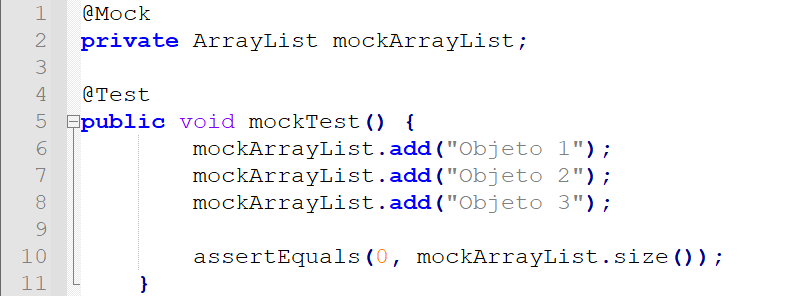 1 @Mock
2 private ArrayList mockArrayList;
3
4 @Test
5 public void mockTest() {
6 mockArrayList.add("Objeto 1");
7 mockArrayList.add("Objeto 2");
8 mockArrayList.add("Objeto 3");
9
10 assertEquals(0, mockArrayList.size());
11 }